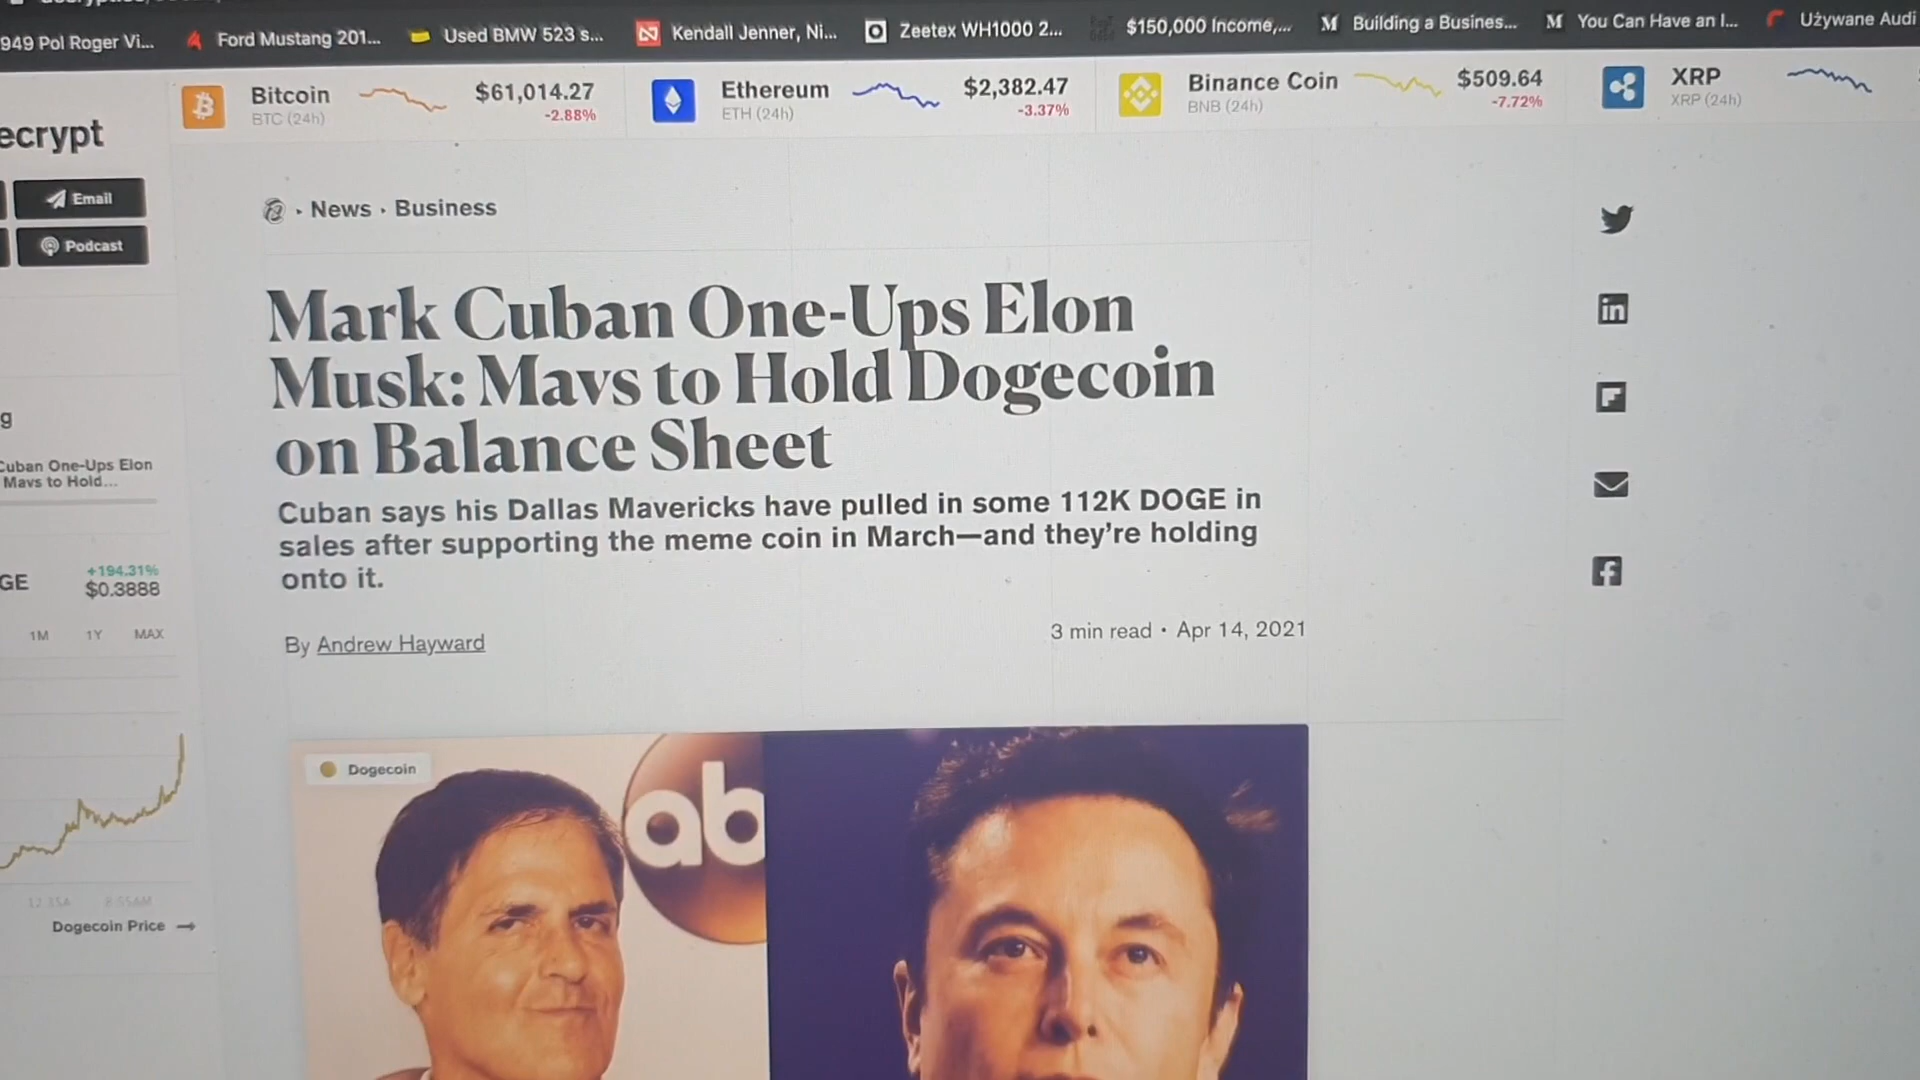 949 Pol Roger Vi...
Ford Mustang 201...
Used BMW 523 s...
Kendall Jenner, Ni...
Zeetex WH1000 2...
$150,000 Income,...
Building a Busines...
You Can Have an I...
Używane Audi
Bitcoin
BTC (24h)
$61,014.27
-2.88%
Ethereum
ETH (24h)
$2,382.47
-3.37%
Binance Coin
BNB (24h)
$509.64
-7.72%
XRP
XRP (24h)
ecrypt
Email
Podcast
News · Business
Mark Cuban One-Ups Elon
Musk: Mavs to Hold Dogecoin
on Balance Sheet
Cuban says his Dallas Mavericks have pulled in some 112K DOGE in
sales after supporting the meme coin in March—and they're holding
onto it.
By Andrew Hayward
3 min read • Apr 14, 2021
g
Cuban One-Ups Elon
Mavs to Hold...
GE
+194.31%
$0.3888
1M 1Y MAX
8:55AM
Dogecoin Price →
Dogecoin
ab